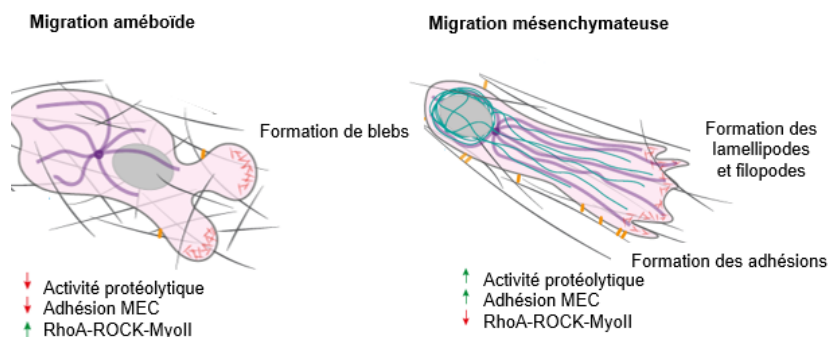 Migration améboïde
Migration mésenchymateuse
Formation de blebs
Formation des
lamellipodes
et filopodes
Formation des adhésions
Activité protéolytique
Adhésion MEC
RhoA-ROCK-MyoII
Activité protéolytique
Adhésion MEC
RhoA-ROCK-MyoII